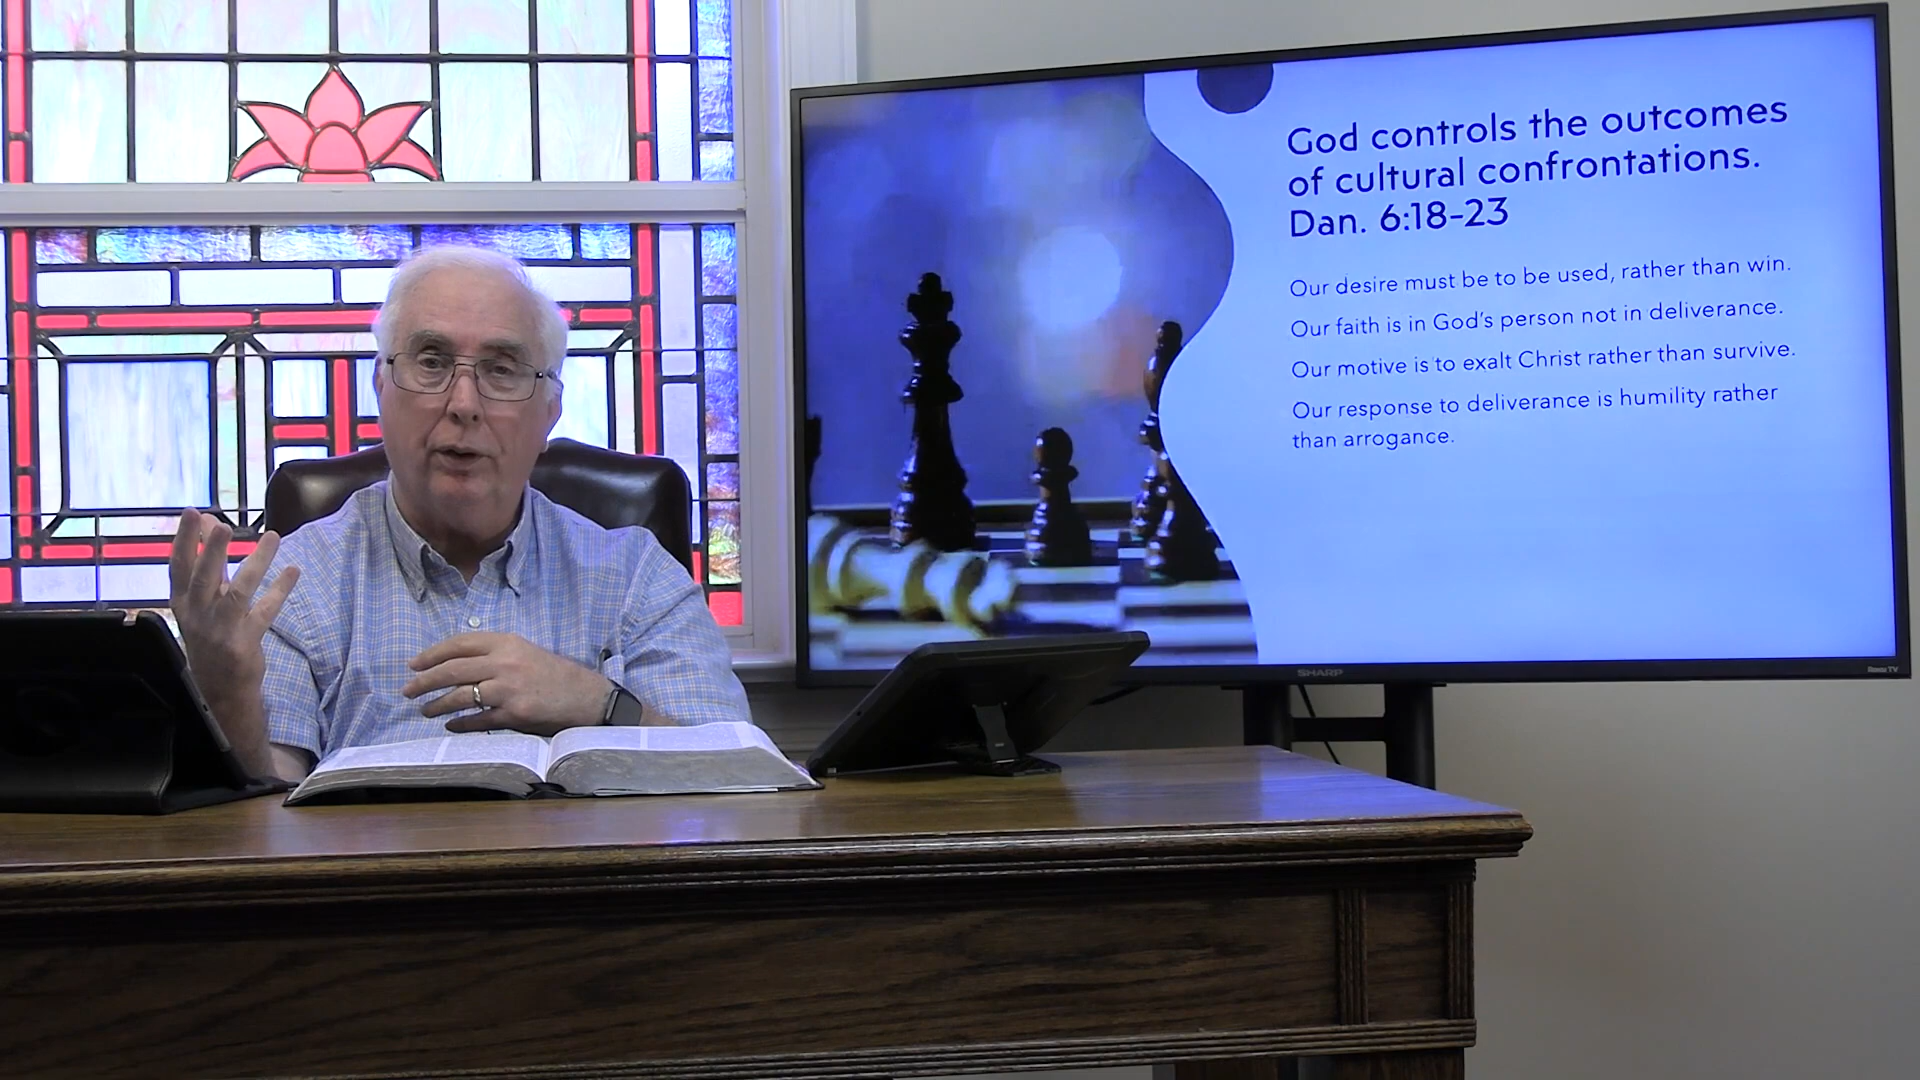 God controls the outcomes
of cultural confrontations.
Dan. 6:18-23
Our desire must be to be used, rather than win.
Our faith is in God's person not in deliverance.
Our motive is to exalt Christ rather than survive.
Our response to deliverance is humility rather
than arrogance.
SHARP
Roku TV